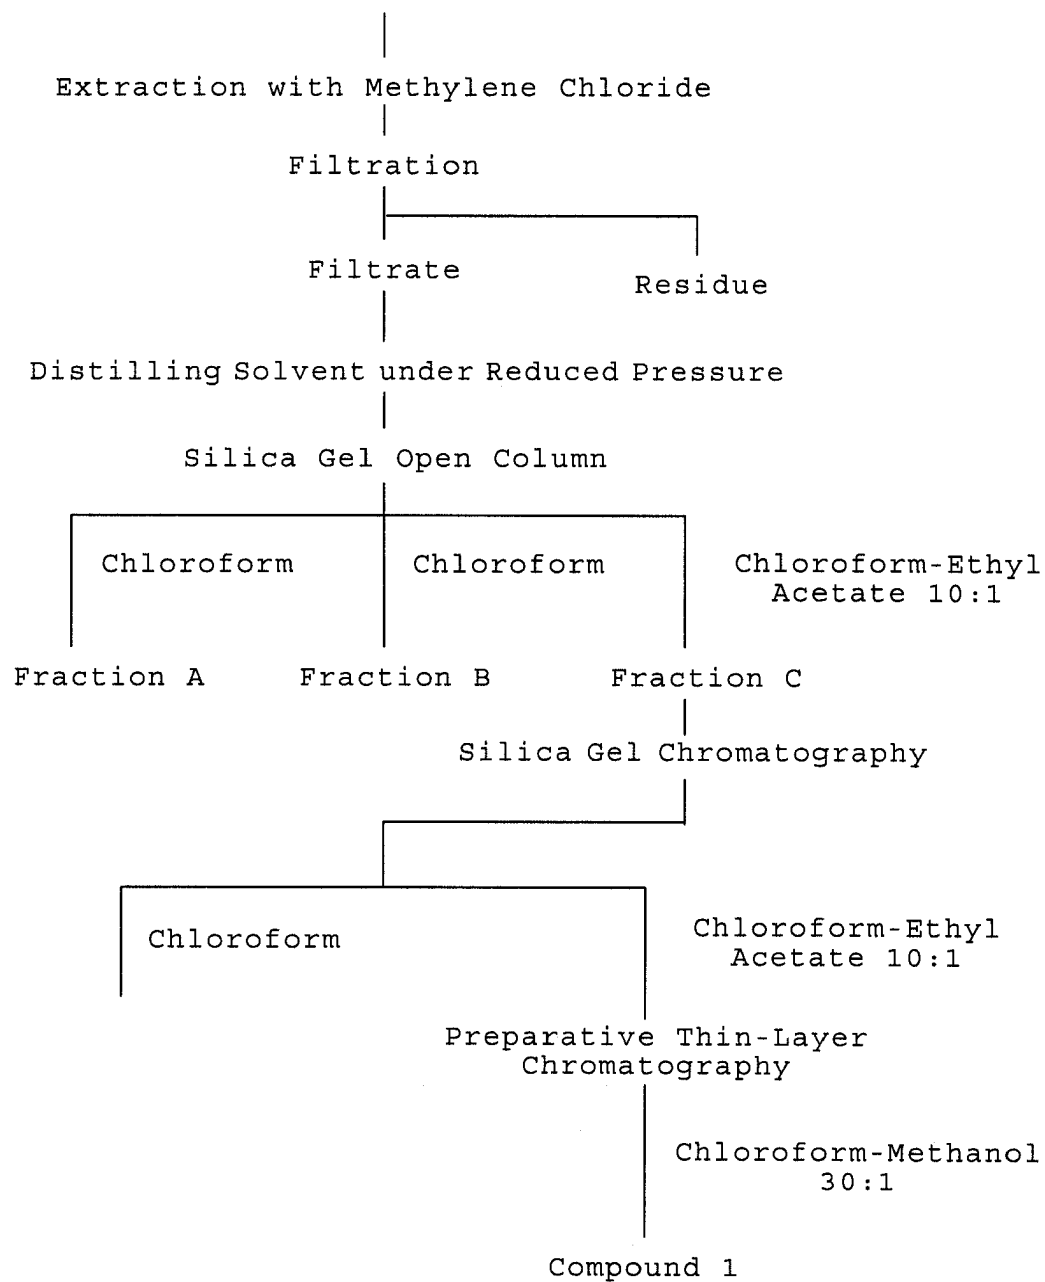 Extraction with Methylene Chloride
Filtration
Filtrate
Residue
Distilling Solvent under Reduced Pressure
Silica Gel Open Column
Chloroform
Chloroform
Chloroform-Ethyl
Acetate 10:1
Fraction A
Fraction B
Fraction C
Silica Gel Chromatography
Chloroform
Chloroform-Ethyl
Acetate 10:1
Preparative Thin-Layer
Chromatography
Chloroform-Methanol
30:1
Compound 1